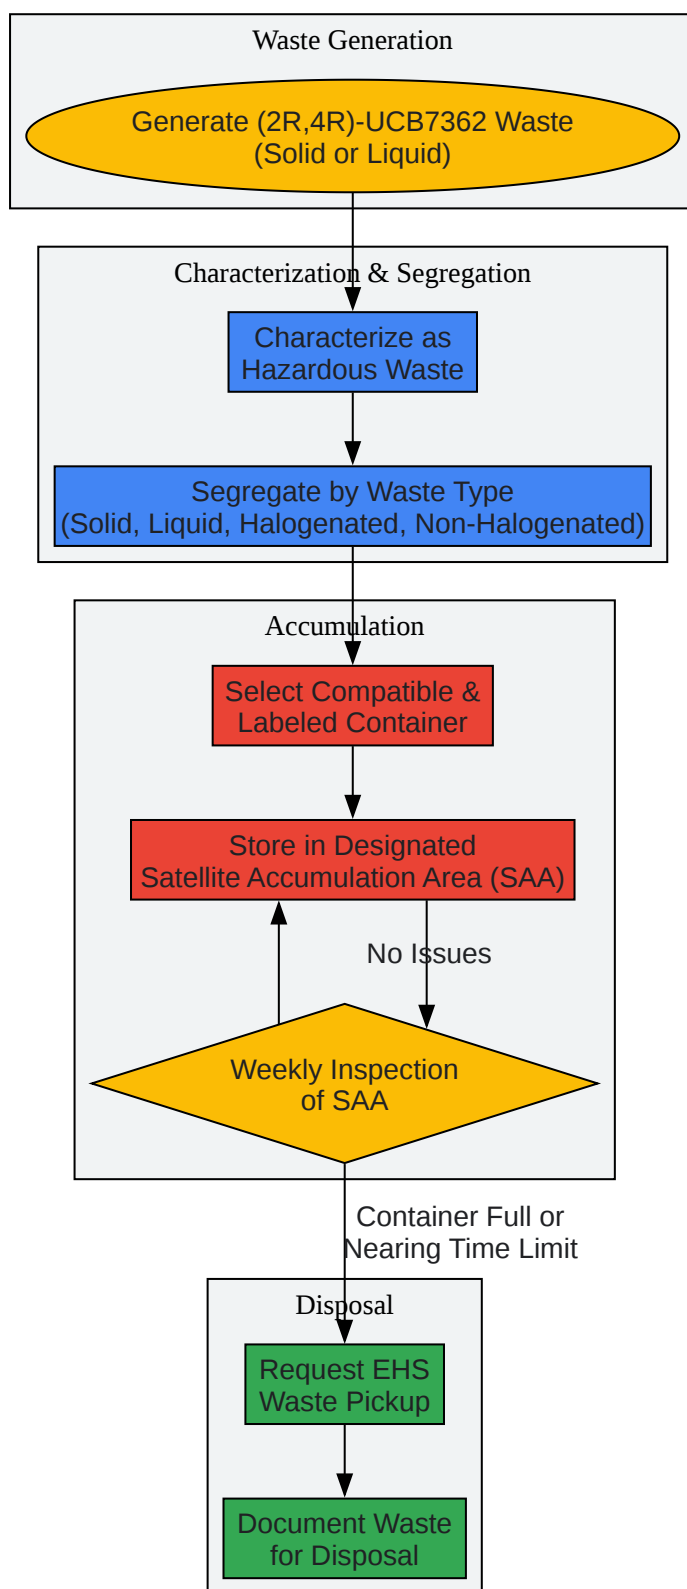 Waste Generation
Generate (2R,4R)-UCB7362 Waste
(Solid or Liquid)
Characterization & Segregation
Characterize as
Hazardous Waste
Segregate by Waste Type
(Solid, Liquid, Halogenated, Non-Halogenated)
Accumulation
Select Compatible &
Labeled Container
Store in Designated
Satellite Accumulation Area (SAA)
No Issues
Weekly Inspection
of SAA
Container Full or
Nearing Time Limit
Disposal
Request EHS
Waste Pickup
Document Waste
for Disposal